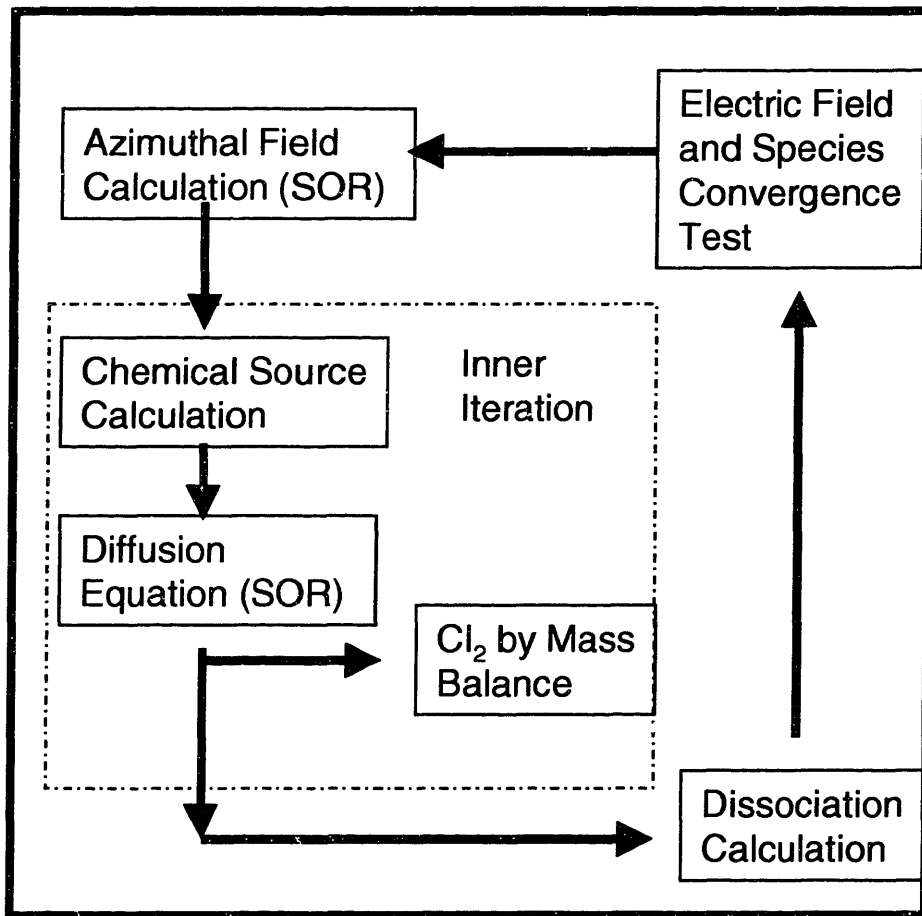 Azimuthal Field
Calculation (SOR)
Electric Field
and Species
Convergence
Test
Chemical Source
Calculation
Inner
Iteration
Diffusion
Equation (SOR)
Cl₂ by Mass
Balance
Dissociation
Calculation